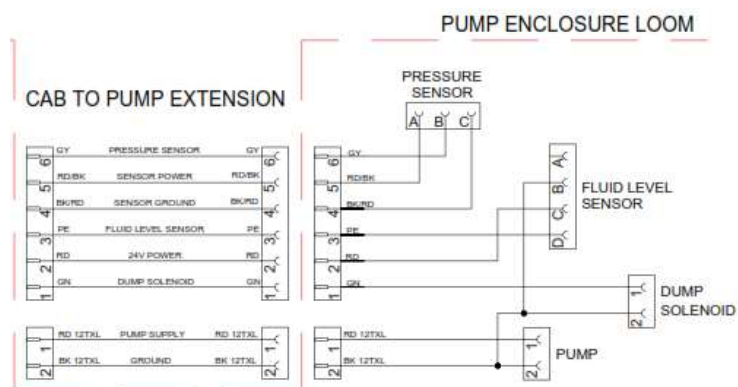 PUMP ENCLOSURE LOOM
CAB TO PUMP EXTENSION
PRESSURE
SENSOR
A B C
6 GY PRESSURE SENSOR GY 6
5 RD/BK SENSOR POWER RD/BK 5
4 BK/RD SENSOR GROUND BK/RD 4
3 PE FLUID LEVEL SENSOR PE 3
2 RD 24V POWER RD 2
1 GN DUMP SOLENOID GN 1
6 GY
5 RD/BK
4 BK/RD
3 PE
2 RD
1 GN
A
B
C
D
FLUID LEVEL
SENSOR
1
2
DUMP
SOLENOID
1 RD 12TXL PUMP SUPPLY RD 12TXL 1
2 BK 12TXL GROUND BK 12TXL 2
1 RD 12TXL
2 BK 12TXL
1
2
PUMP